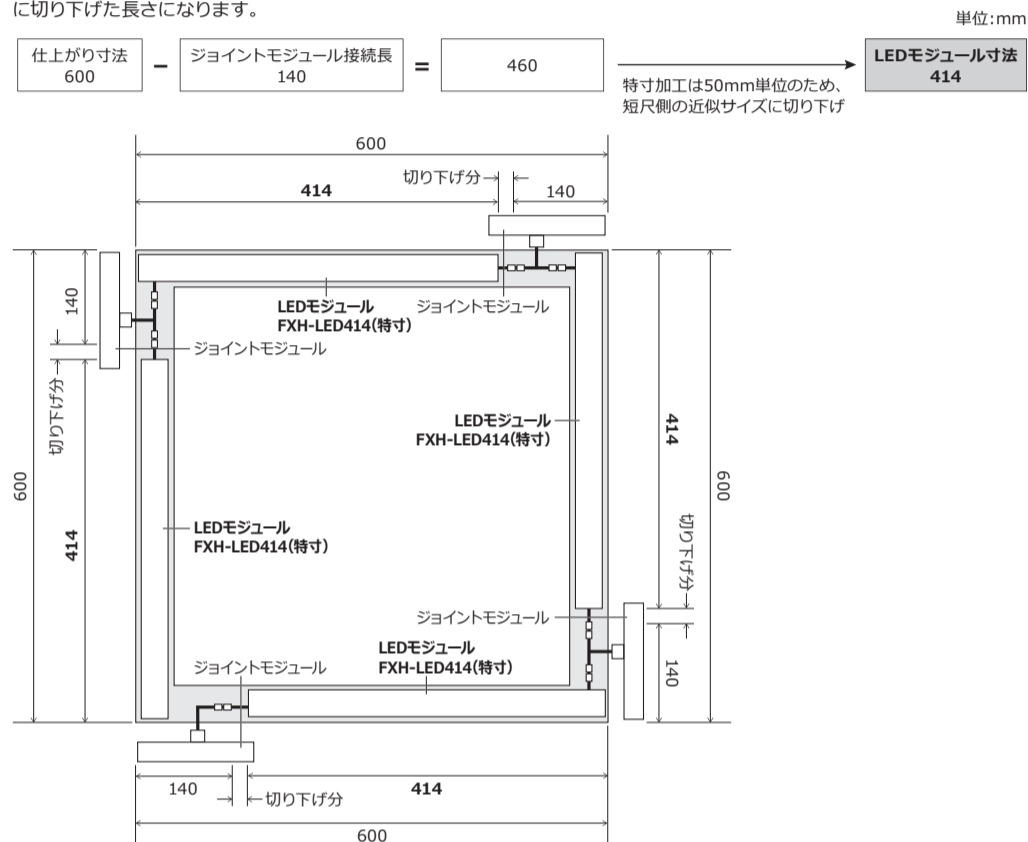 に切り下げた長さになります。
単位:mm
仕上がり寸法
600
−
ジョイントモジュール接続長
140
=
460
特寸加工は50mm単位のため、
短尺側の近似サイズに切り下げ
LEDモジュール寸法
414
600
切り下げ分
414
140
LEDモジュール
FXH-LED414(特寸)
ジョイントモジュール
140
ジョイントモジュール
切り下げ分
LEDモジュール
FXH-LED414(特寸)
414
600
600
LEDモジュール
FXH-LED414(特寸)
414
切り下げ分
ジョイントモジュール
LEDモジュール
FXH-LED414(特寸)
ジョイントモジュール
140
140
414
切り下げ分
600